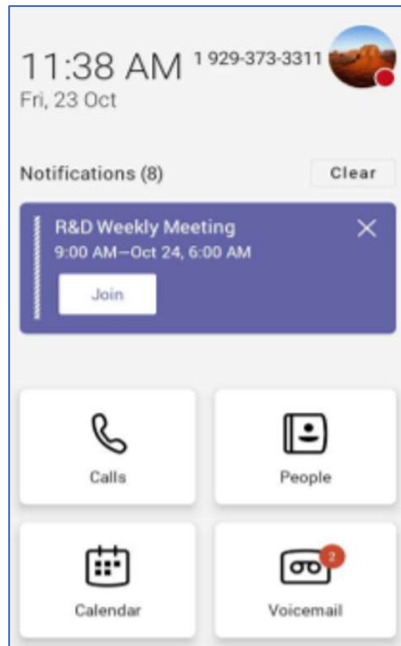 11:38 AM 1 929-373-3311
Fri, 23 Oct
Notifications (8) Clear
R&D Weekly Meeting
9:00 AM—Oct 24, 6:00 AM
Join
Calls People
2
Calendar Voicemail